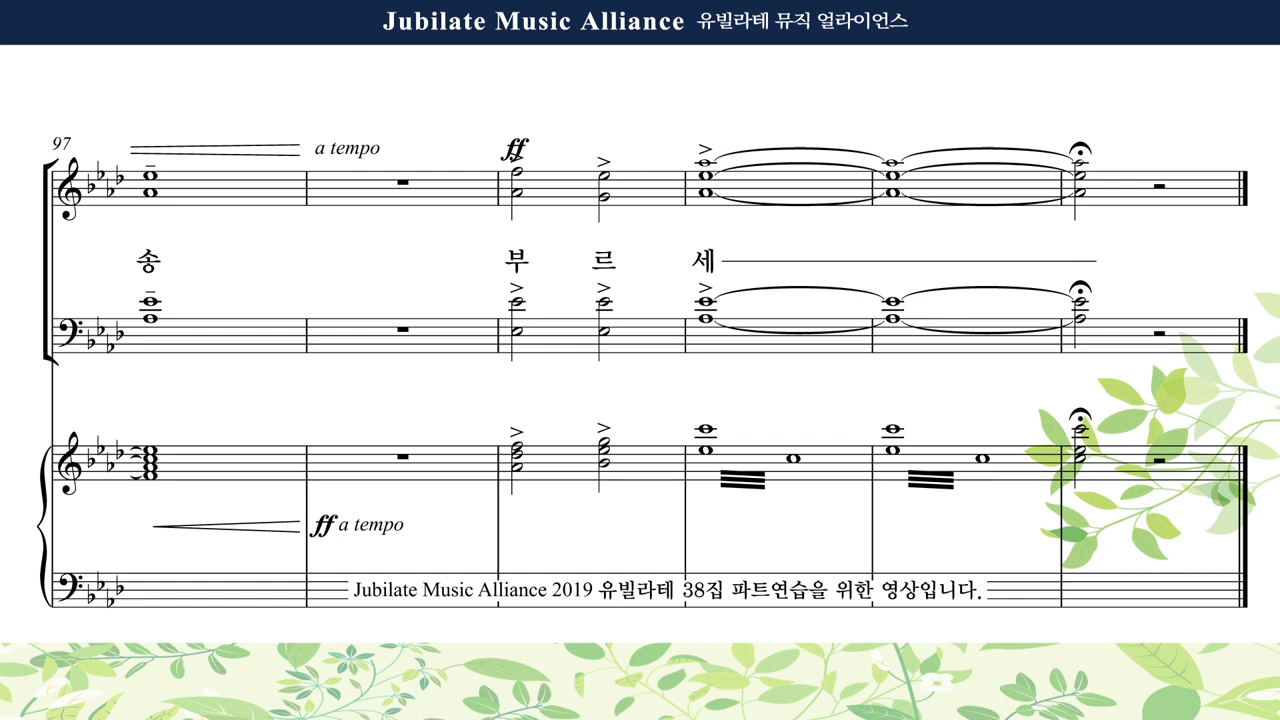 Jubilate Music Alliance 유빌라테 뮤직 얼라이언스
97
a tempo
ff
송 부 르 세
ff a tempo
Jubilate Music Alliance 2019 유빌라테 38집 파트연습을 위한 영상입니다.